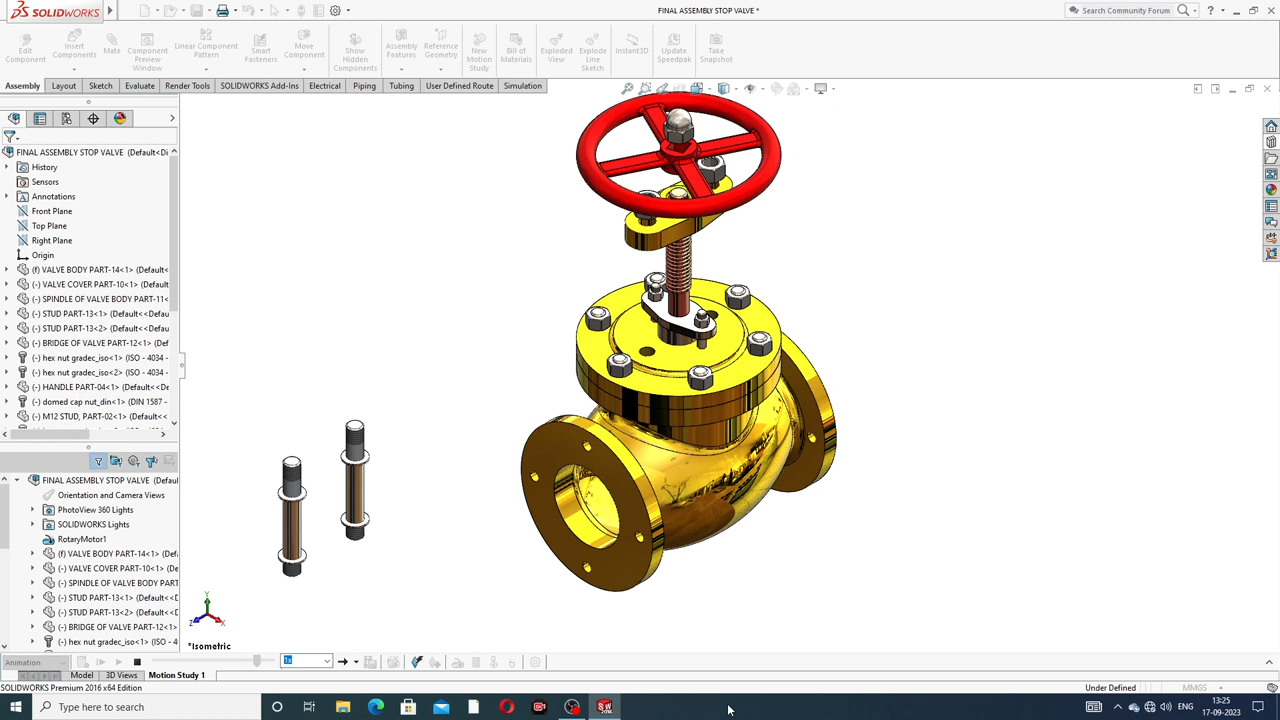 SOLIDWORKS
FINAL ASSEMBLY STOP VALVE *
Search Community Forum
Edit Component
Insert Components
Mate
Component Preview Window
Linear Component Pattern
Smart Fasteners
Move Component
Show Hidden Components
Assembly Features
Reference Geometry
New Motion Study
Bill of Materials
Exploded View
Explode Line Sketch
Instant3D
Update Speedpak
Take Snapshot
Assembly
Layout
Sketch
Evaluate
Render Tools
SOLIDWORKS Add-Ins
Electrical
Piping
Tubing
User Defined Route
Simulation
FINAL ASSEMBLY STOP VALVE (Default<Di
History
Sensors
Annotations
Front Plane
Top Plane
Right Plane
Origin
(f) VALVE BODY PART-14<1> (Default<
(-) VALVE COVER PART-10<1> (Default
(-) SPINDLE OF VALVE BODY PART-11<
(-) STUD PART-13<1> (Default<<Defau
(-) STUD PART-13<2> (Default<<Defau
(-) BRIDGE OF VALVE PART-12<1> (Def
(-) hex nut gradec_iso<1> (ISO - 4034 -
(-) hex nut gradec_iso<2> (ISO - 4034 -
(-) HANDLE PART-04<1> (Default<<De
(-) domed cap nut_din<1> (DIN 1587 -
(-) M12 STUD, PART-02<1> (Default<<
FINAL ASSEMBLY STOP VALVE (Defaul
Orientation and Camera Views
PhotoView 360 Lights
SOLIDWORKS Lights
RotaryMotor1
(f) VALVE BODY PART-14<1> (Defau
(-) VALVE COVER PART-10<1> (Defa
(-) SPINDLE OF VALVE BODY PART
(-) STUD PART-13<1> (Default<<De
(-) STUD PART-13<2> (Default<<De
(-) BRIDGE OF VALVE PART-12<1> (
(-) hex nut gradec_iso<1> (ISO - 4
Y
Z
X
*Isometric
Animation
1x
Model
3D Views
Motion Study 1
SOLIDWORKS Premium 2016 x64 Edition
Under Defined
MMGS
Type here to search
ENG
13:25
17-09-2023